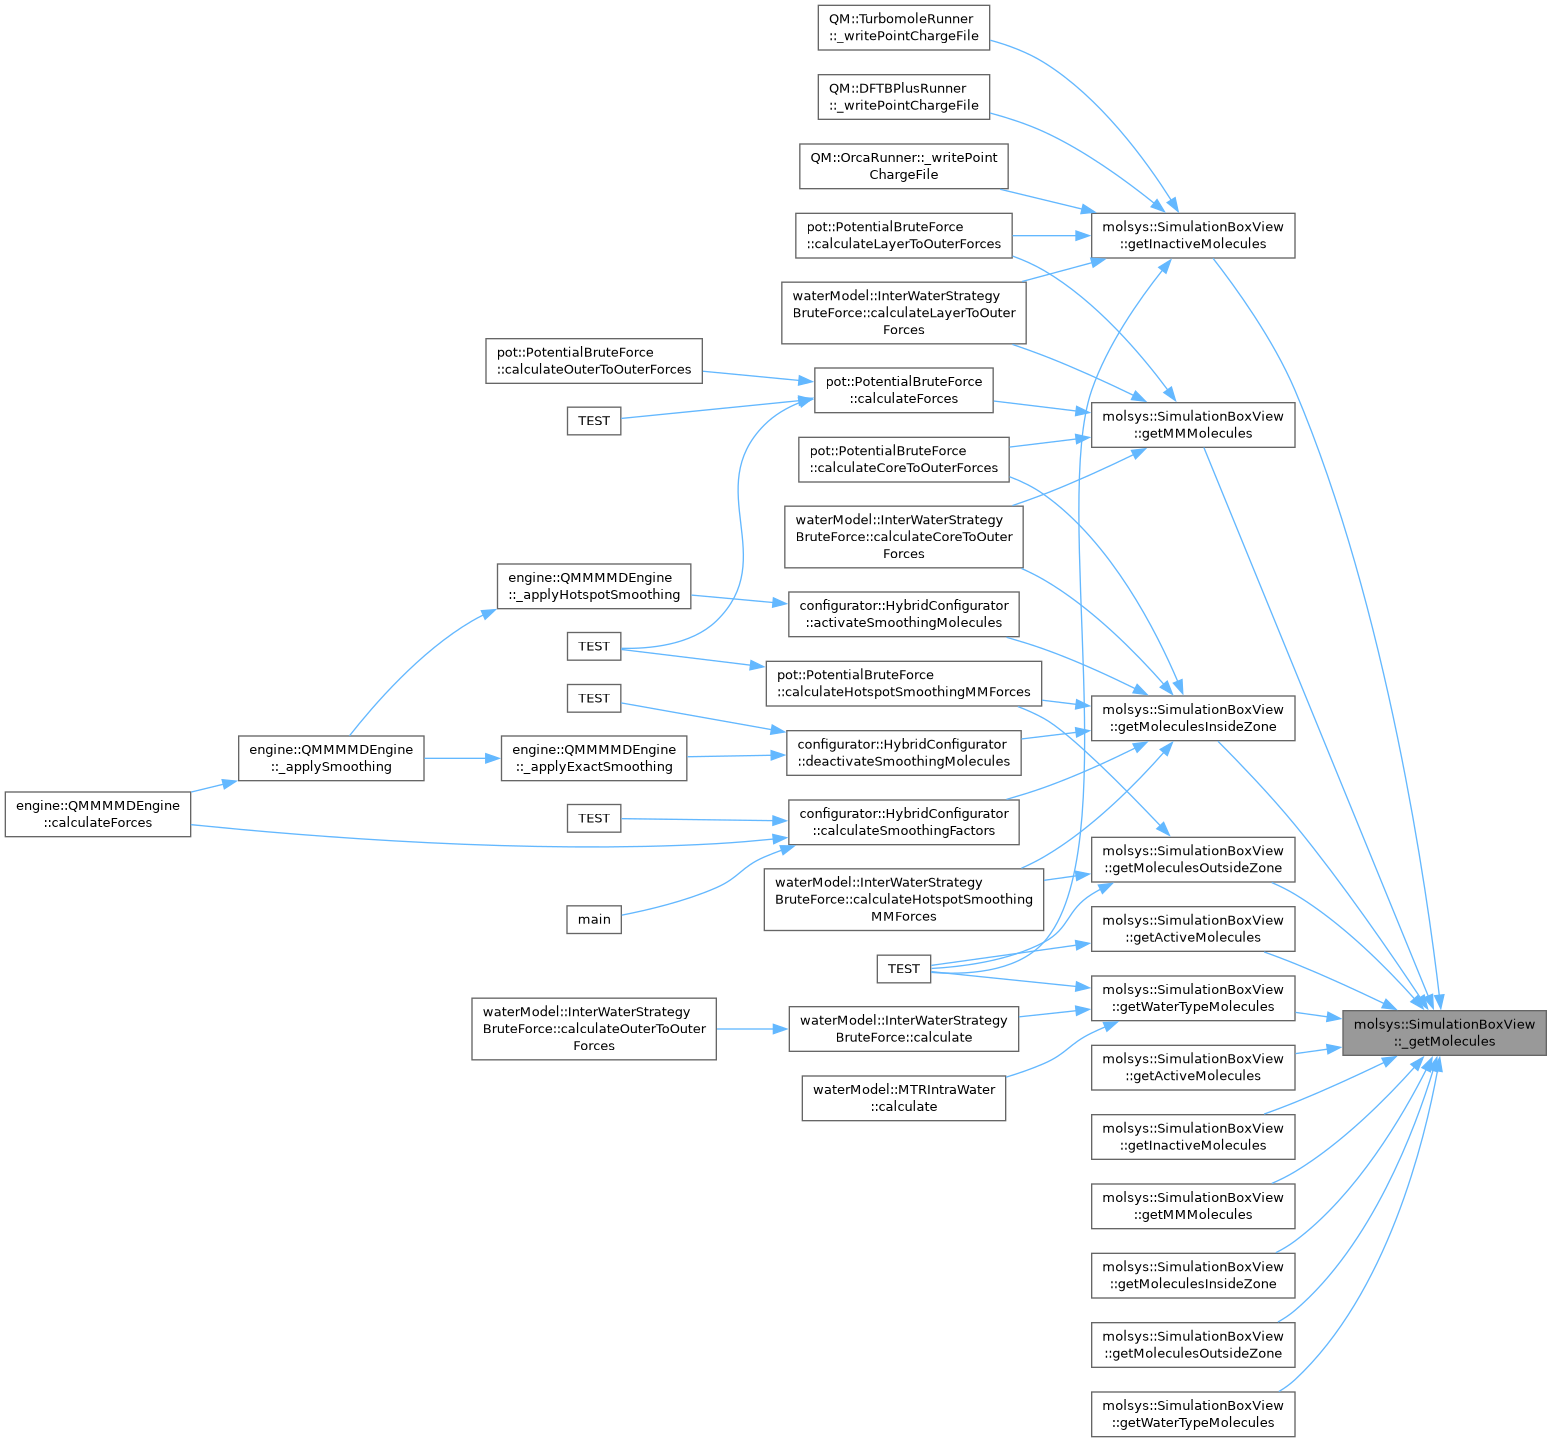 QM::TurbomoleRunner
::_writePointChargeFile
QM::DFTBPlusRunner
::_writePointChargeFile
QM::OrcaRunner::_writePoint
ChargeFile
pot::PotentialBruteForce
::calculateLayerToOuterForces
molsys::SimulationBoxView
::getInactiveMolecules
waterModel::InterWaterStrategy
BruteForce::calculateLayerToOuter
Forces
pot::PotentialBruteForce
::calculateOuterToOuterForces
pot::PotentialBruteForce
::calculateForces
TEST
molsys::SimulationBoxView
::getMMMolecules
pot::PotentialBruteForce
::calculateCoreToOuterForces
waterModel::InterWaterStrategy
BruteForce::calculateCoreToOuter
Forces
engine::QMMMMDEngine
::_applyHotspotSmoothing
configurator::HybridConfigurator
::activateSmoothingMolecules
TEST
pot::PotentialBruteForce
::calculateHotspotSmoothingMMForces
TEST
molsys::SimulationBoxView
::getMoleculesInsideZone
engine::QMMMMDEngine
::_applySmoothing
engine::QMMMMDEngine
::_applyExactSmoothing
configurator::HybridConfigurator
::deactivateSmoothingMolecules
engine::QMMMMDEngine
::calculateForces
TEST
configurator::HybridConfigurator
::calculateSmoothingFactors
molsys::SimulationBoxView
::getMoleculesOutsideZone
main
waterModel::InterWaterStrategy
BruteForce::calculateHotspotSmoothing
MMForces
molsys::SimulationBoxView
::getActiveMolecules
TEST
molsys::SimulationBoxView
::getWaterTypeMolecules
waterModel::InterWaterStrategy
BruteForce::calculateOuterToOuter
Forces
waterModel::InterWaterStrategy
BruteForce::calculate
molsys::SimulationBoxView
::_getMolecules
molsys::SimulationBoxView
::getActiveMolecules
waterModel::MTRIntraWater
::calculate
molsys::SimulationBoxView
::getInactiveMolecules
molsys::SimulationBoxView
::getMMMolecules
molsys::SimulationBoxView
::getMoleculesInsideZone
molsys::SimulationBoxView
::getMoleculesOutsideZone
molsys::SimulationBoxView
::getWaterTypeMolecules